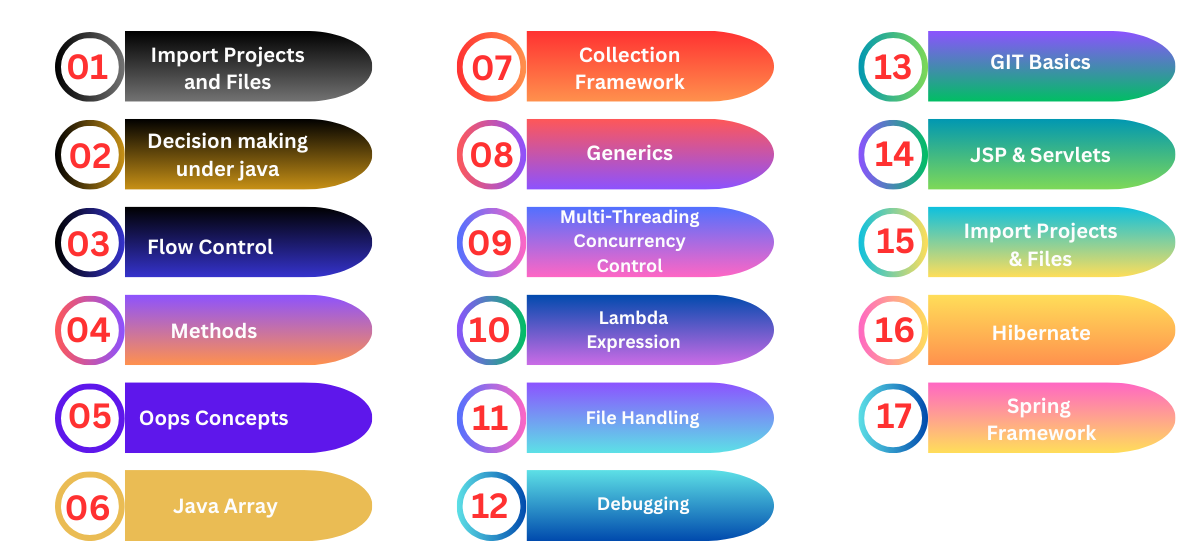 01
Import Projects
and Files
02
Decision making
under java
03
Flow Control
04
Methods
05
Oops Concepts
06
Java Array
07
Collection
Framework
08
Generics
09
Multi-Threading
Concurrency
Control
10
Lambda
Expression
11
File Handling
12
Debugging
13
GIT Basics
14
JSP & Servlets
15
Import Projects
& Files
16
Hibernate
17
Spring
Framework